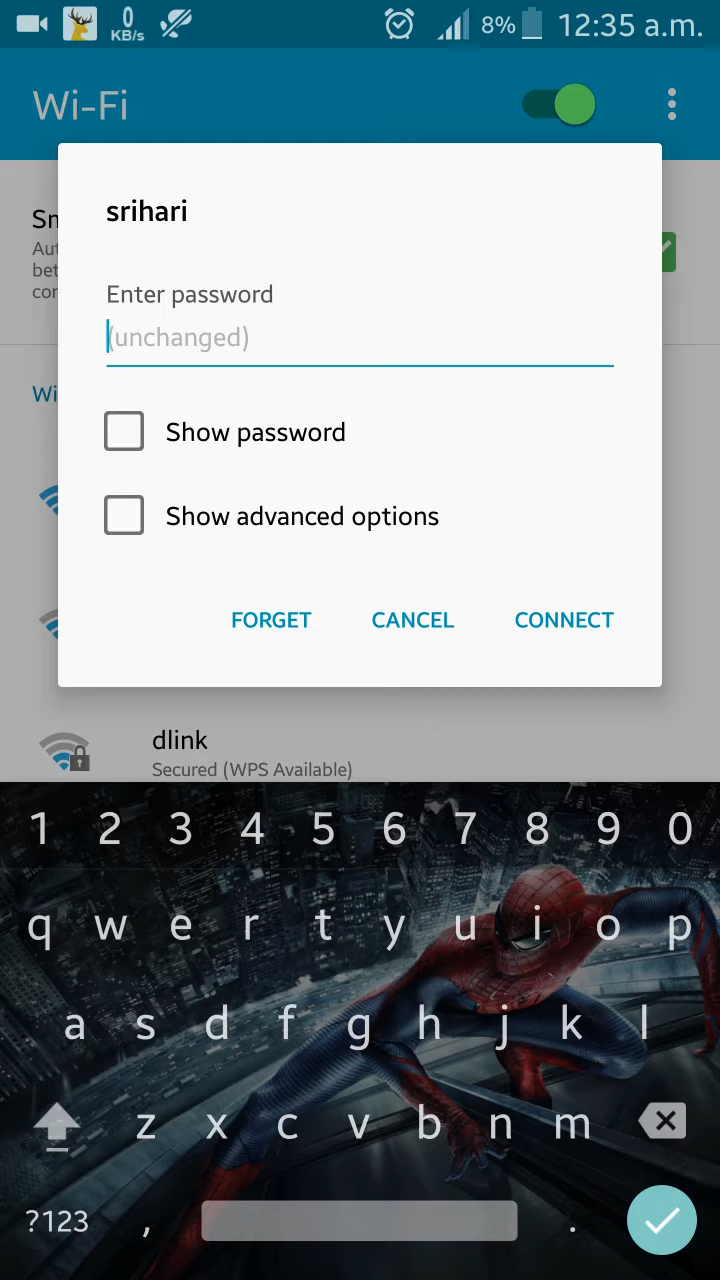 0
KB/s
8%
12:35 a.m.
Wi-Fi
srihari
Enter password
(unchanged)
Show password
Show advanced options
FORGET CANCEL CONNECT
dlink
Secured (WPS Available)
1 2 3 4 5 6 7 8 9 0
q w e r t y u i o p
a s d f g h j k l
z x c v b n m
?123 , .